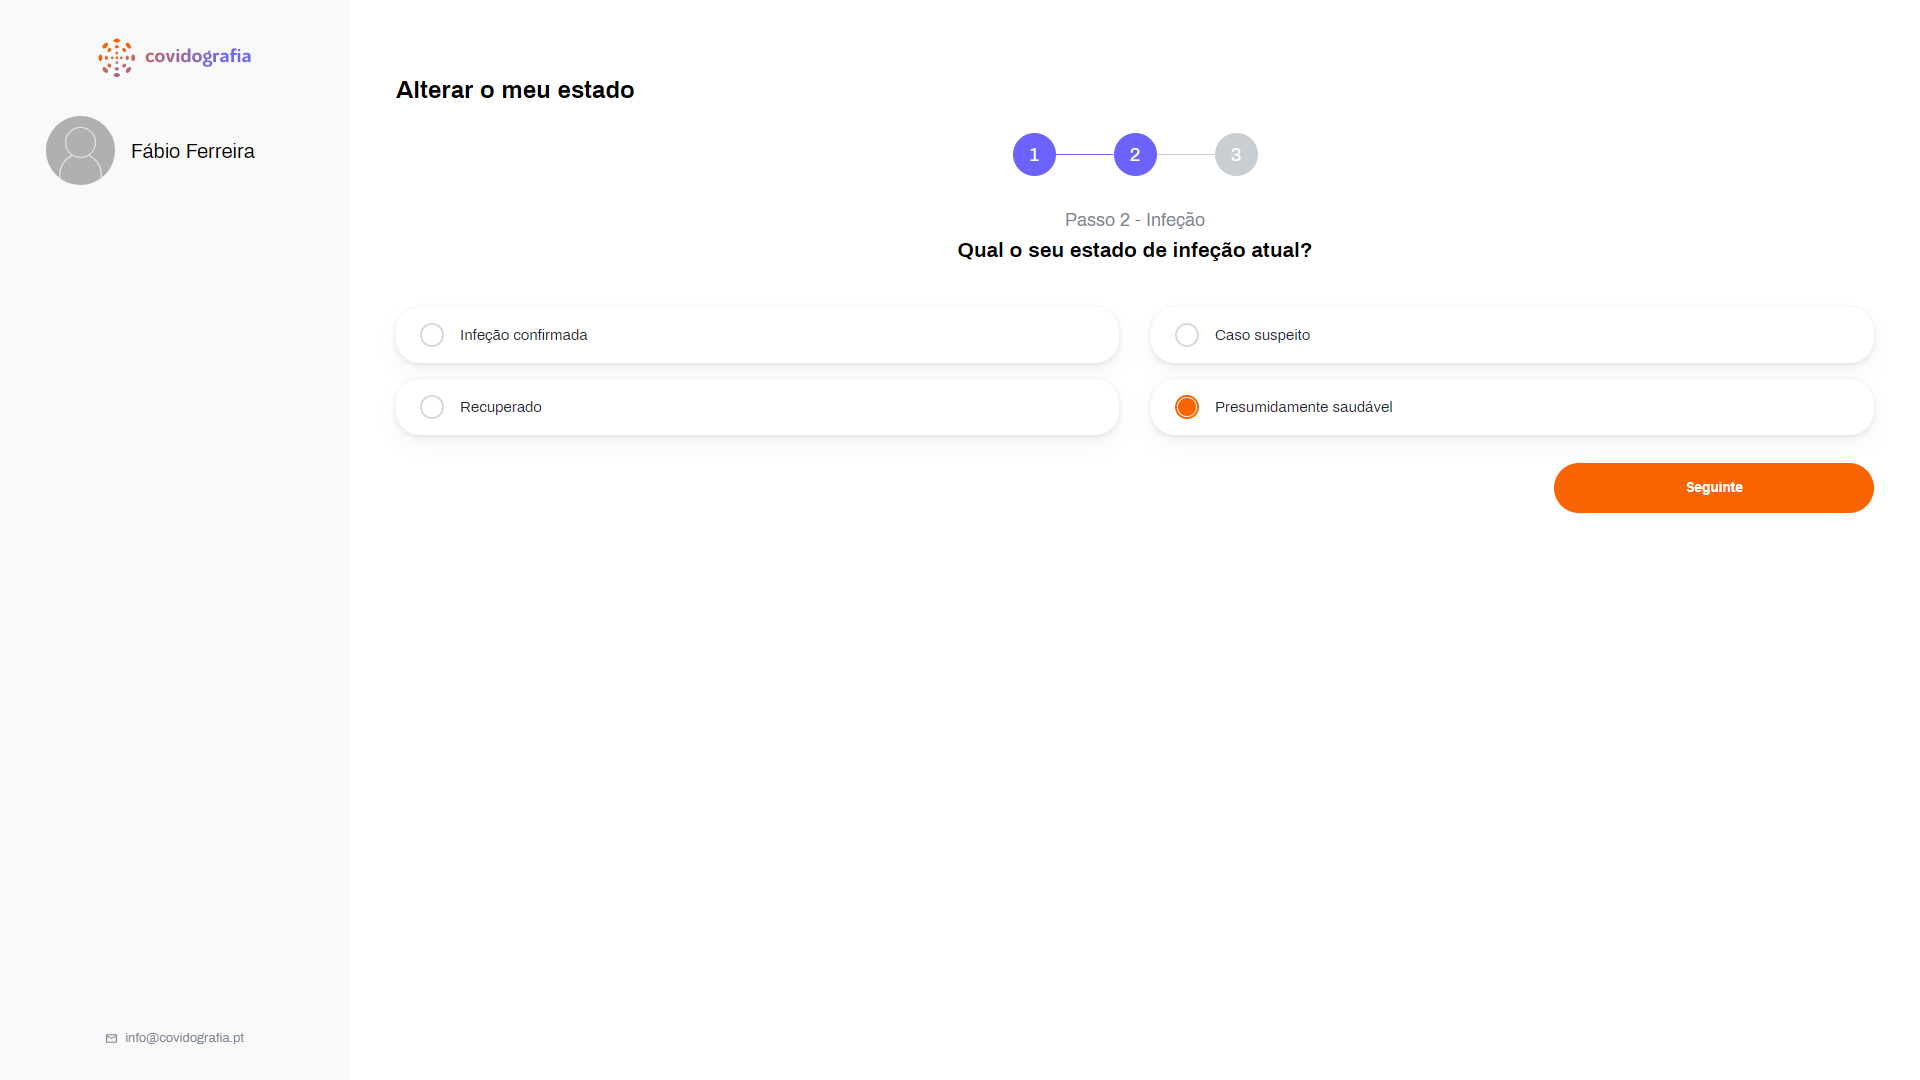 covidografia
Fábio Ferreira
Alterar o meu estado
1 2 3
Passo 2 - Infeção
Qual o seu estado de infeção atual?
Infeção confirmada
Caso suspeito
Recuperado
Presumidamente saudável
Seguinte
info@covidografia.pt